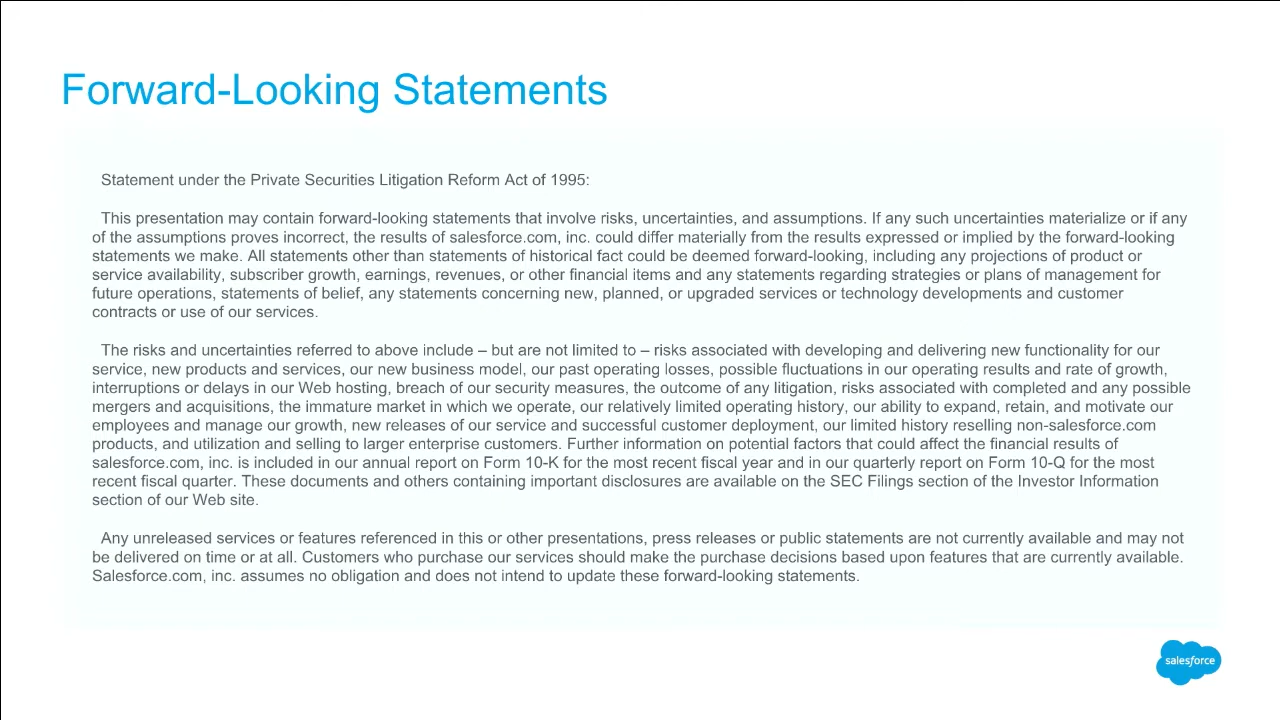 Forward-Looking Statements
Statement under the Private Securities Litigation Reform Act of 1995:
This presentation may contain forward-looking statements that involve risks, uncertainties, and assumptions. If any such uncertainties materialize or if any
of the assumptions proves incorrect, the results of salesforce.com, inc. could differ materially from the results expressed or implied by the forward-looking
statements we make. All statements other than statements of historical fact could be deemed forward-looking, including any projections of product or
service availability, subscriber growth, earnings, revenues, or other financial items and any statements regarding strategies or plans of management for
future operations, statements of belief, any statements concerning new, planned, or upgraded services or technology developments and customer
contracts or use of our services.
The risks and uncertainties referred to above include – but are not limited to – risks associated with developing and delivering new functionality for our
service, new products and services, our new business model, our past operating losses, possible fluctuations in our operating results and rate of growth,
interruptions or delays in our Web hosting, breach of our security measures, the outcome of any litigation, risks associated with completed and any possible
mergers and acquisitions, the immature market in which we operate, our relatively limited operating history, our ability to expand, retain, and motivate our
employees and manage our growth, new releases of our service and successful customer deployment, our limited history reselling non-salesforce.com
products, and utilization and selling to larger enterprise customers. Further information on potential factors that could affect the financial results of
salesforce.com, inc. is included in our annual report on Form 10-K for the most recent fiscal year and in our quarterly report on Form 10-Q for the most
recent fiscal quarter. These documents and others containing important disclosures are available on the SEC Filings section of the Investor Information
section of our Web site.
Any unreleased services or features referenced in this or other presentations, press releases or public statements are not currently available and may not
be delivered on time or at all. Customers who purchase our services should make the purchase decisions based upon features that are currently available.
Salesforce.com, inc. assumes no obligation and does not intend to update these forward-looking statements.
salesforce